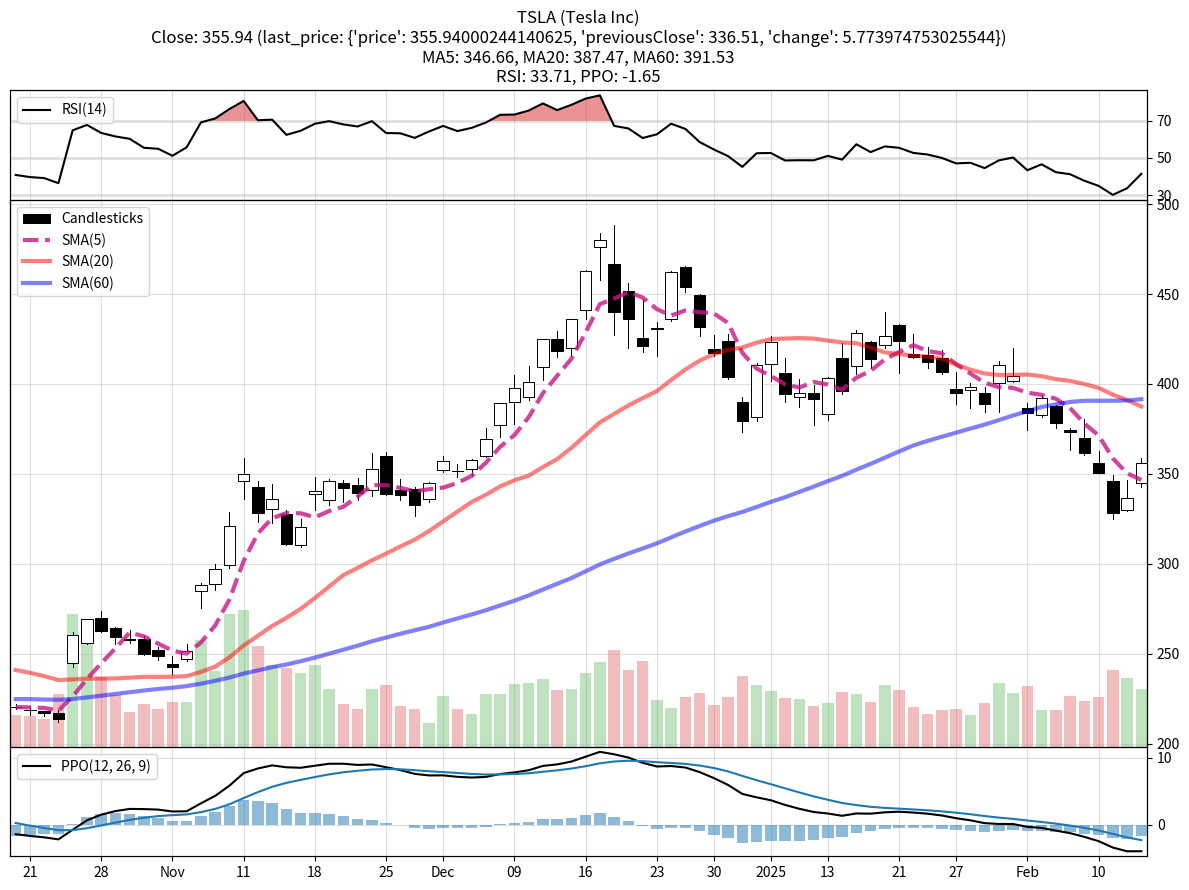 TSLA (Tesla Inc)
Close: 355.94 (last_price: {'price': 355.94000244140625, 'previousClose': 336.51, 'change': 5.773974753025544})
MA5: 346.66, MA20: 387.47, MA60: 391.53
RSI: 33.71, PPO: -1.65
RSI(14)
70
50
30
Candlesticks
SMA(5)
SMA(20)
SMA(60)
500
450
400
350
300
250
200
PPO(12, 26, 9)
10
0
21 28 Nov 11 18 25 Dec 09 16 23 30 2025 13 21 27 Feb 10